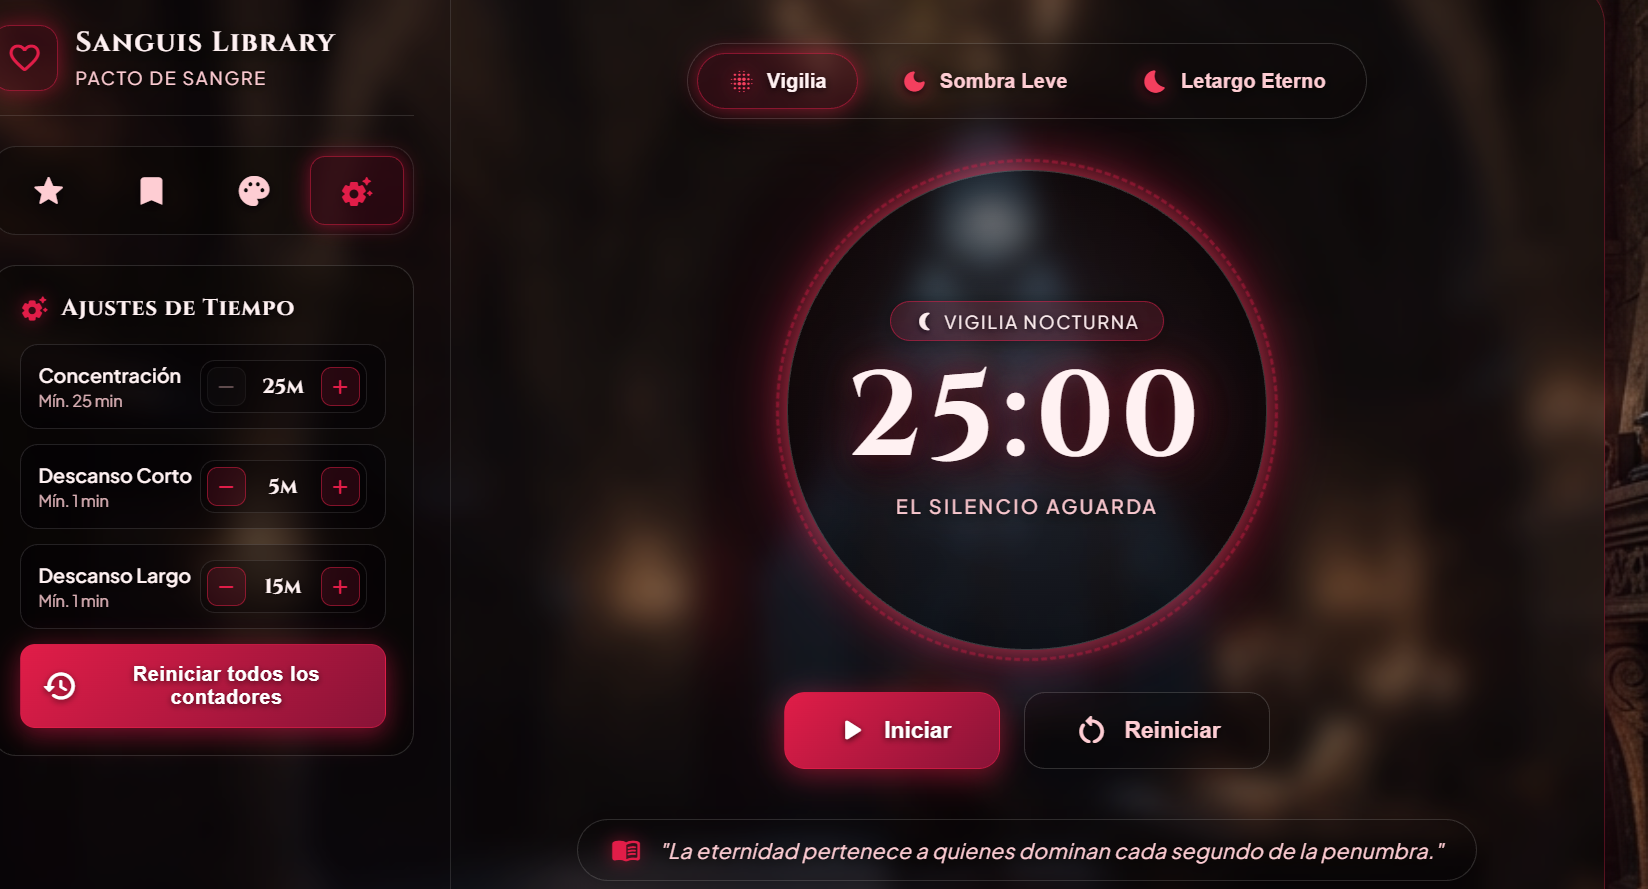 Sanguis Library
PACTO DE SANGRE
Ajustes de Tiempo
Concentración
Mín. 25 min
25M
Descanso Corto
Mín. 1 min
5M
Descanso Largo
Mín. 1 min
15M
Reiniciar todos los
contadores
Vigilia
Sombra Leve
Letargo Eterno
VIGILIA NOCTURNA
25:00
EL SILENCIO AGUARDA
Iniciar
Reiniciar
"La eternidad pertenece a quienes dominan cada segundo de la penumbra."